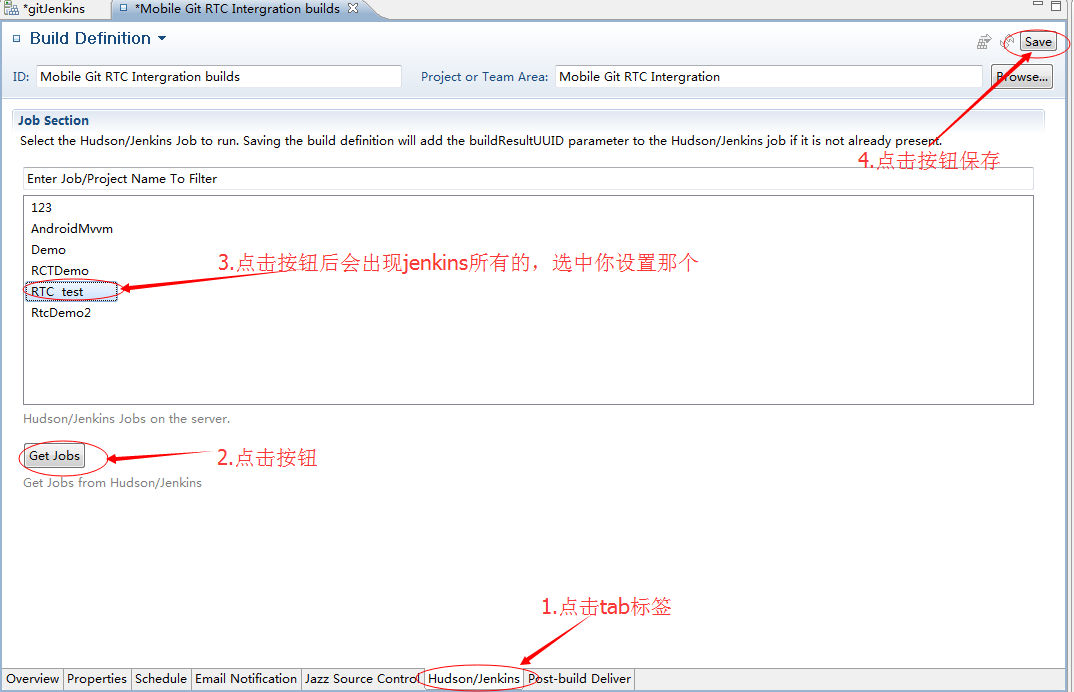 *gitJenkins
*Mobile Git RTC Intergration builds
Build Definition
Save
ID: Mobile Git RTC Intergration builds
Project or Team Area: Mobile Git RTC Intergration
Browse...
Job Section
Select the Hudson/Jenkins Job to run. Saving the build definition will add the buildResultUUID parameter to the Hudson/Jenkins job if it is not already present.
4.点击按钮保存
Enter Job/Project Name To Filter
123
AndroidMvvm
Demo
3.点击按钮后会出现jenkins所有的，选中你设置那个
RCTDemo
RTC_test
RtcDemo2
Hudson/Jenkins Jobs on the server.
Get Jobs
2.点击按钮
Get Jobs from Hudson/Jenkins
1.点击tab标签
Overview Properties Schedule Email Notification Jazz Source Control Hudson/Jenkins Post-build Deliver